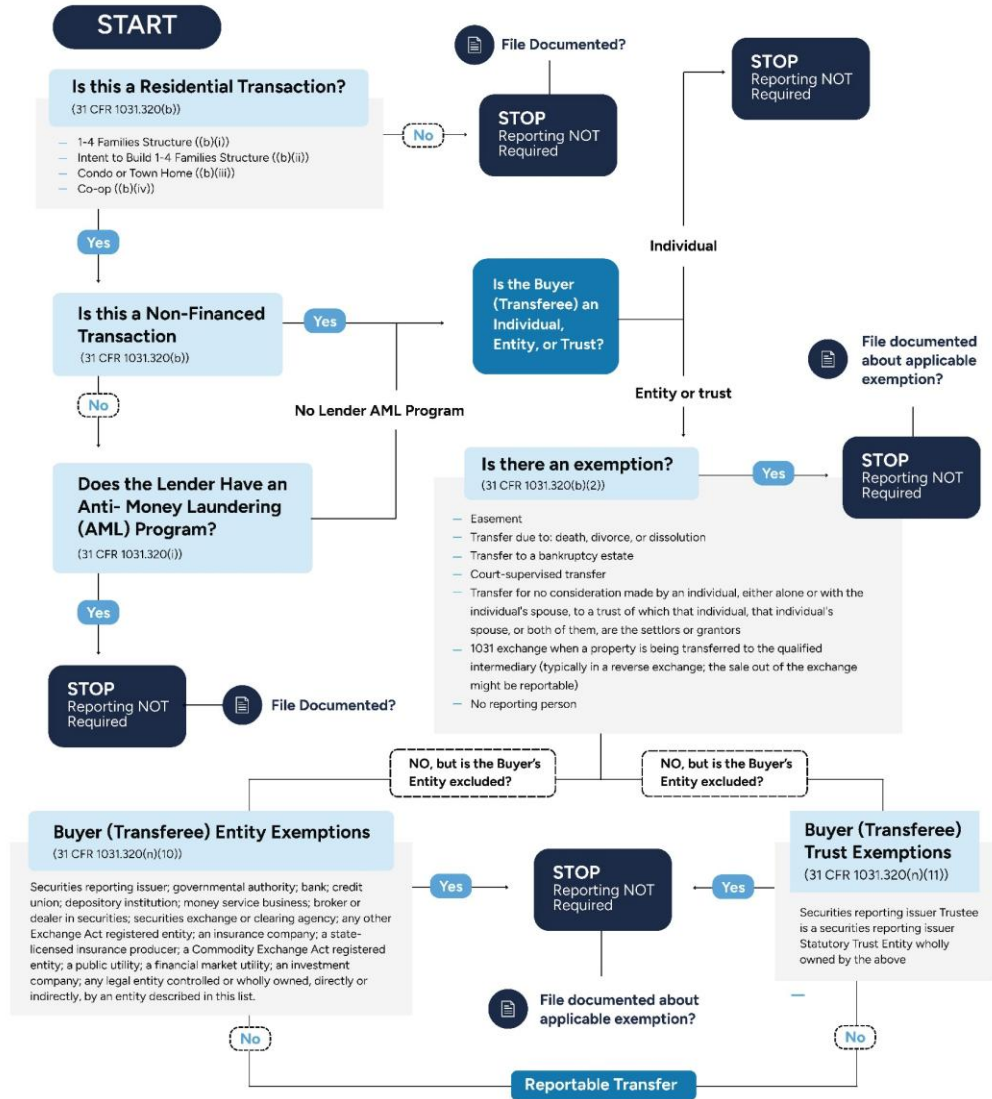 START
File Documented?
Is this a Residential Transaction?
(31 CFR 1031.320(b))
— 1-4 Families Structure ((b)(i))
— Intent to Build 1-4 Families Structure ((b)(ii))
— Condo or Town Home ((b)(iii))
— Co-op ((b)(iv))
No
STOP
Reporting NOT
Required
STOP
Reporting NOT
Required
Yes
Individual
Is this a Non-Financed
Transaction
(31 CFR 1031.320(b))
Yes
Is the Buyer
(Transferee) an
Individual,
Entity, or Trust?
No
No Lender AML Program
Entity or trust
File documented
about applicable
exemption?
Does the Lender Have an
Anti- Money Laundering
(AML) Program?
(31 CFR 1031.320(i))
Is there an exemption?
(31 CFR 1031.320(b)(2))
Yes
STOP
Reporting NOT
Required
— Easement
— Transfer due to: death, divorce, or dissolution
— Transfer to a bankruptcy estate
— Court-supervised transfer
— Transfer for no consideration made by an individual, either alone or with the
individual's spouse, to a trust of which that individual, that individual's
spouse, or both of them, are the settlors or grantors
— 1031 exchange when a property is being transferred to the qualified
intermediary (typically in a reverse exchange; the sale out of the exchange
might be reportable)
— No reporting person
Yes
STOP
Reporting NOT
Required
File Documented?
NO, but is the Buyer's
Entity excluded?
NO, but is the Buyer's
Entity excluded?
Buyer (Transferee) Entity Exemptions
(31 CFR 1031.320(n)(10))
Securities reporting issuer; governmental authority; bank; credit
union; depository institution; money service business; broker or
dealer in securities; securities exchange or clearing agency; any other
Exchange Act registered entity; an insurance company; a state-
licensed insurance producer; a Commodity Exchange Act registered
entity; a public utility; a financial market utility; an investment
company; any legal entity controlled or wholly owned, directly or
indirectly, by an entity described in this list.
Yes
STOP
Reporting NOT
Required
Yes
Buyer (Transferee)
Trust Exemptions
(31 CFR 1031.320(n)(11))
Securities reporting issuer Trustee
is a securities reporting issuer
Statutory Trust Entity wholly
owned by the above
—
File documented about
applicable exemption?
No
No
Reportable Transfer